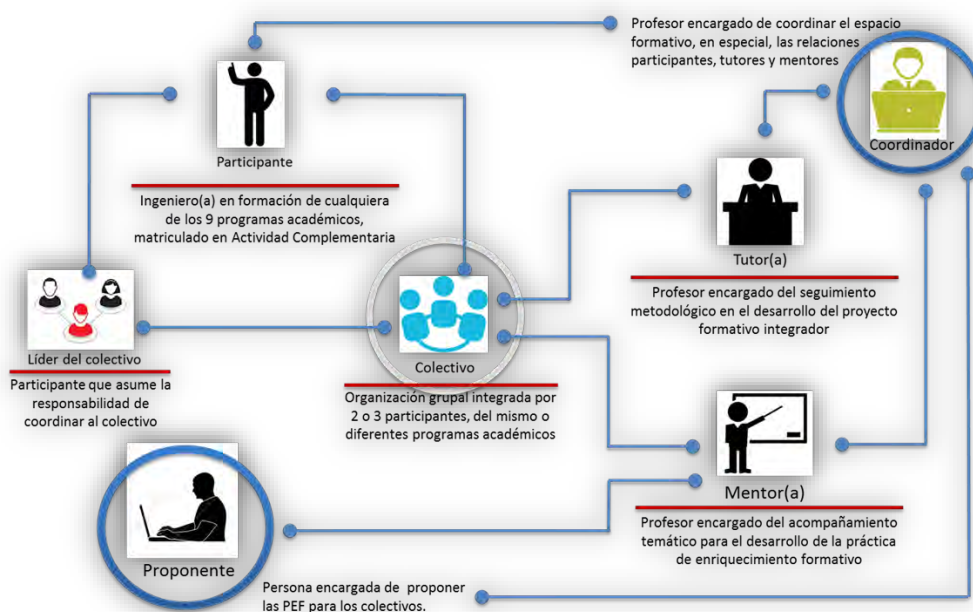 Profesor encargado de coordinar el espacio
formativo, en especial, las relaciones
participantes, tutores y mentores
Coordinador
Participante
Ingeniero(a) en formación de cualquiera
de los 9 programas académicos,
matriculado en Actividad Complementaria
Tutor(a)
Profesor encargado del seguimiento
metodológico en el desarrollo del proyecto
formativo integrador
Líder del colectivo
Participante que asume la
responsabilidad de
coordinar al colectivo
Colectivo
Organización grupal integrada por
2 o 3 participantes, del mismo o
diferentes programas académicos
Mentor(a)
Profesor encargado del acompañamiento
temático para el desarrollo de la práctica
de enriquecimiento formativo
Proponente
Persona encargada de proponer
las PEF para los colectivos.